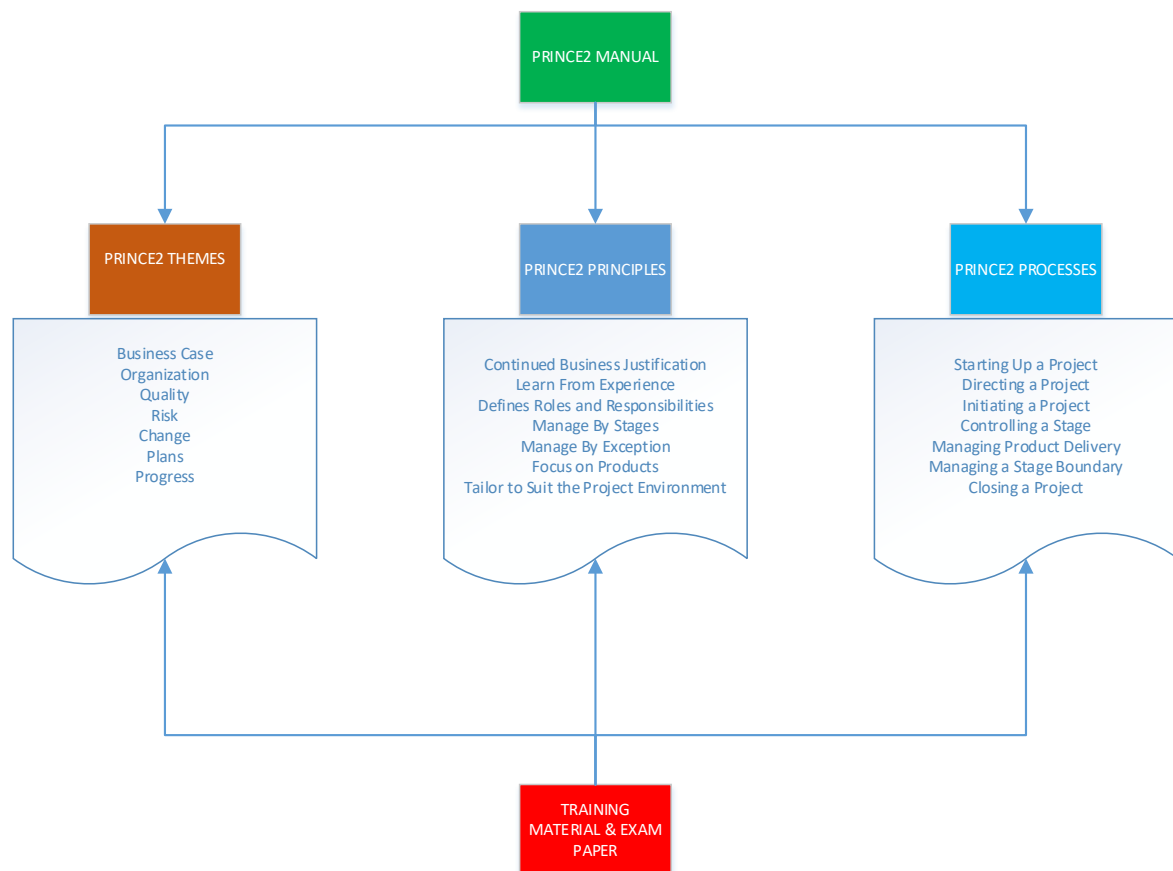 PRINCE2 MANUAL
PRINCE2 THEMES
PRINCE2 PRINCIPLES
PRINCE2 PROCESSES
Business Case
Organization
Quality
Risk
Change
Plans
Progress
Continued Business Justification
Learn From Experience
Defines Roles and Responsibilities
Manage By Stages
Manage By Exception
Focus on Products
Tailor to Suit the Project Environment
Starting Up a Project
Directing a Project
Initiating a Project
Controlling a Stage
Managing Product Delivery
Managing a Stage Boundary
Closing a Project
TRAINING
MATERIAL & EXAM
PAPER